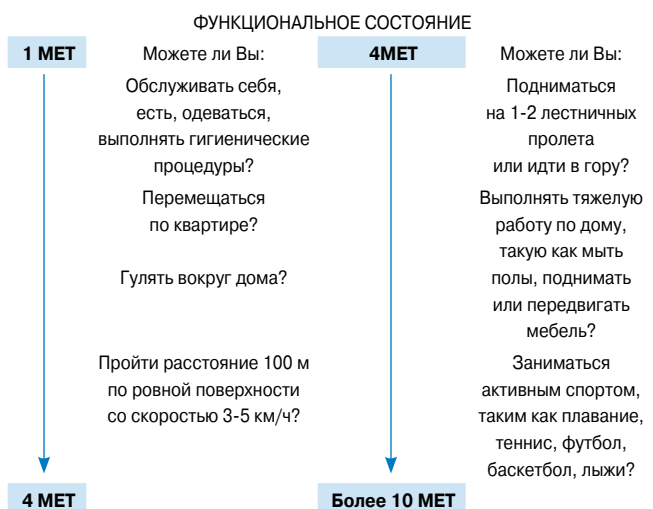 ФУНКЦИОНАЛЬНОЕ СОСТОЯНИЕ
1 МЕТ
Можете ли Вы:
Обслуживать себя,
есть, одеваться,
выполнять гигиенические
процедуры?
Перемещаться
по квартире?
Гулять вокруг дома?
Пройти расстояние 100 м
по ровной поверхности
со скоростью 3-5 км/ч?
4 МЕТ
4МЕТ
Можете ли Вы:
Подниматься
на 1-2 лестничных
пролета
или идти в гору?
Выполнять тяжелую
работу по дому,
такую как мыть
полы, поднимать
или передвигать
мебель?
Заниматься
активным спортом,
таким как плавание,
теннис, футбол,
баскетбол, лыжи?
Более 10 МЕТ